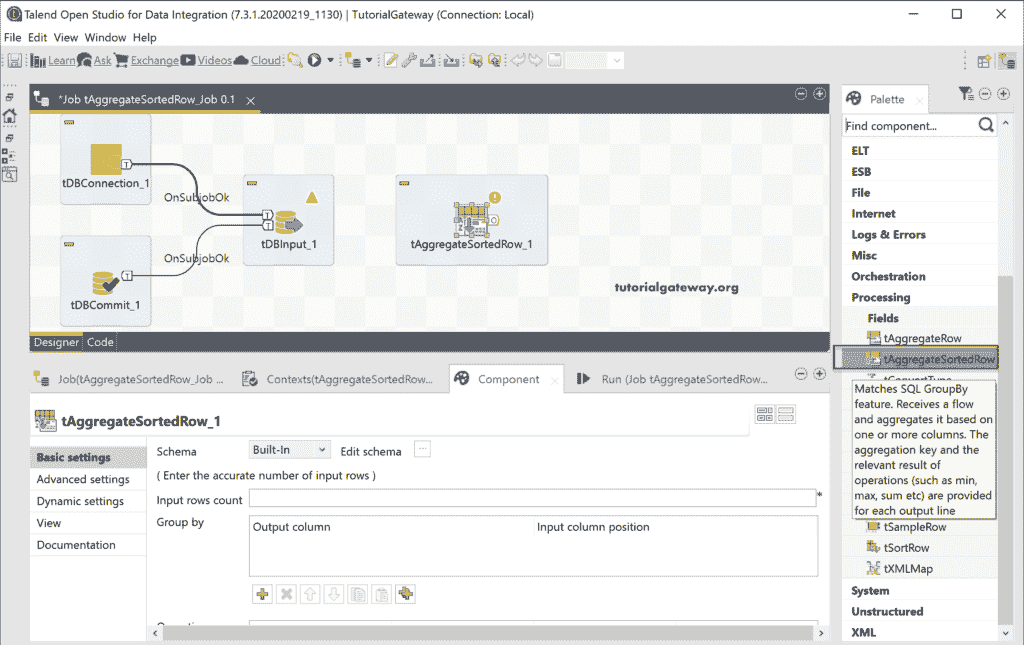 Talend Open Studio for Data Integration (7.3.1.20200219_1130) | TutorialGateway (Connection: Local)
File Edit View Window Help
Learn Ask Exchange Videos Cloud
*Job tAggregateSortedRow_Job 0.1
tDBConnection_1
OnSubjobOk
tDBInput_1
OnSubjobOk
tDBCommit_1
tAggregateSortedRow_1
tutorialgateway.org
Designer Code
Palette
Find component...
ELT
ESB
File
Internet
Logs & Errors
Misc
Orchestration
Processing
Fields
tAggregateRow
tAggregateSortedRow
tConvertType
Matches SQL GroupBy
feature. Receives a flow
and aggregates it based on
one or more columns. The
aggregation key and the
relevant result of
operations (such as min,
max, sum etc) are provided
for each output line
tSampleRow
tSortRow
tXMLMap
System
Unstructured
XML
Job(tAggregateSortedRow_Job ... Contexts(tAggregateSortedRow... Component Run (Job tAggregateSortedRow...
tAggregateSortedRow_1
Basic settings
Advanced settings
Dynamic settings
View
Documentation
Schema Built-In Edit schema ...
( Enter the accurate number of input rows )
Input rows count *
Group by
Output column Input column position